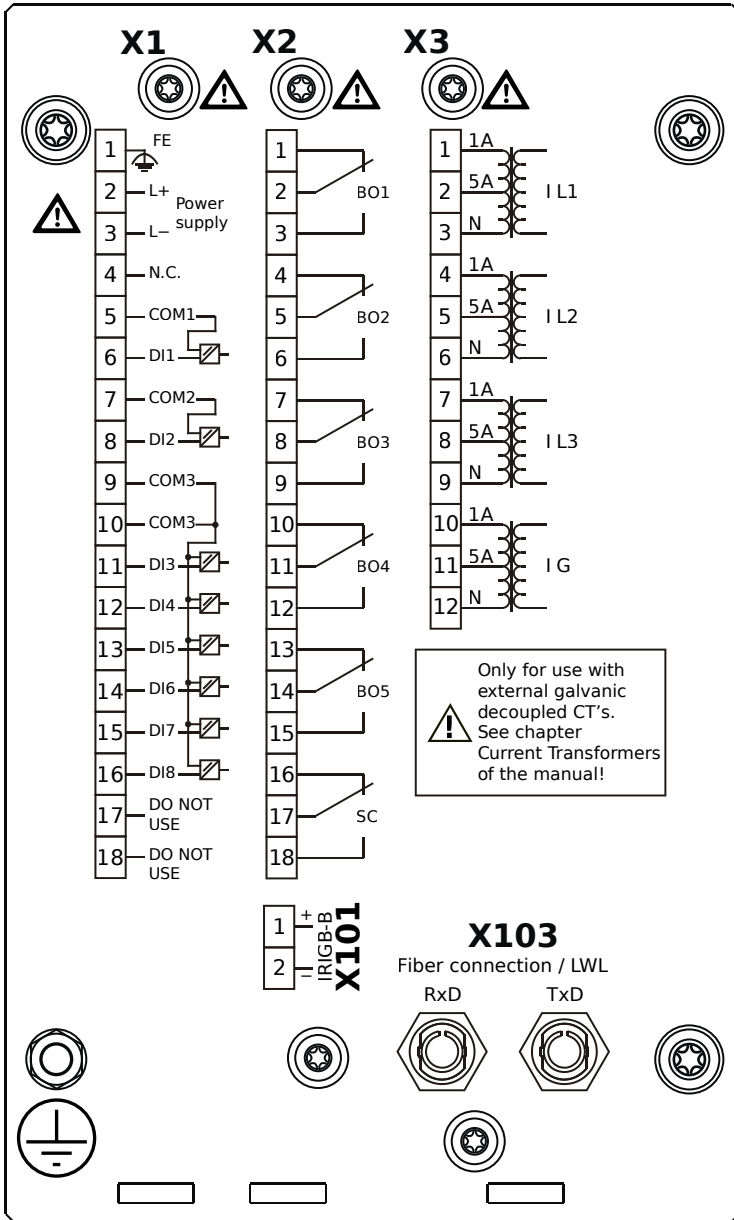 X1
X2
X3
1 FE
2 L+ Power
supply
3 L−
4 N.C.
5 COM1
6 DI1
7 COM2
8 DI2
9 COM3
10 COM3
11 DI3
12 DI4
13 DI5
14 DI6
15 DI7
16 DI8
17 DO NOT
USE
18 DO NOT
USE
1
2 BO1
3
4
5 BO2
6
7
8 BO3
9
10
11 BO4
12
13
14 BO5
15
16
17 SC
18
1 1A
2 5A I L1
3 N
4 1A
5 5A I L2
6 N
7 1A
8 5A I L3
9 N
10 1A
11 5A I G
12 N
Only for use with
external galvanic
decoupled CT's.
See chapter
Current Transformers
of the manual!
1 +
2 −
IRIGB-B
X101
X103
Fiber connection / LWL
RxD TxD